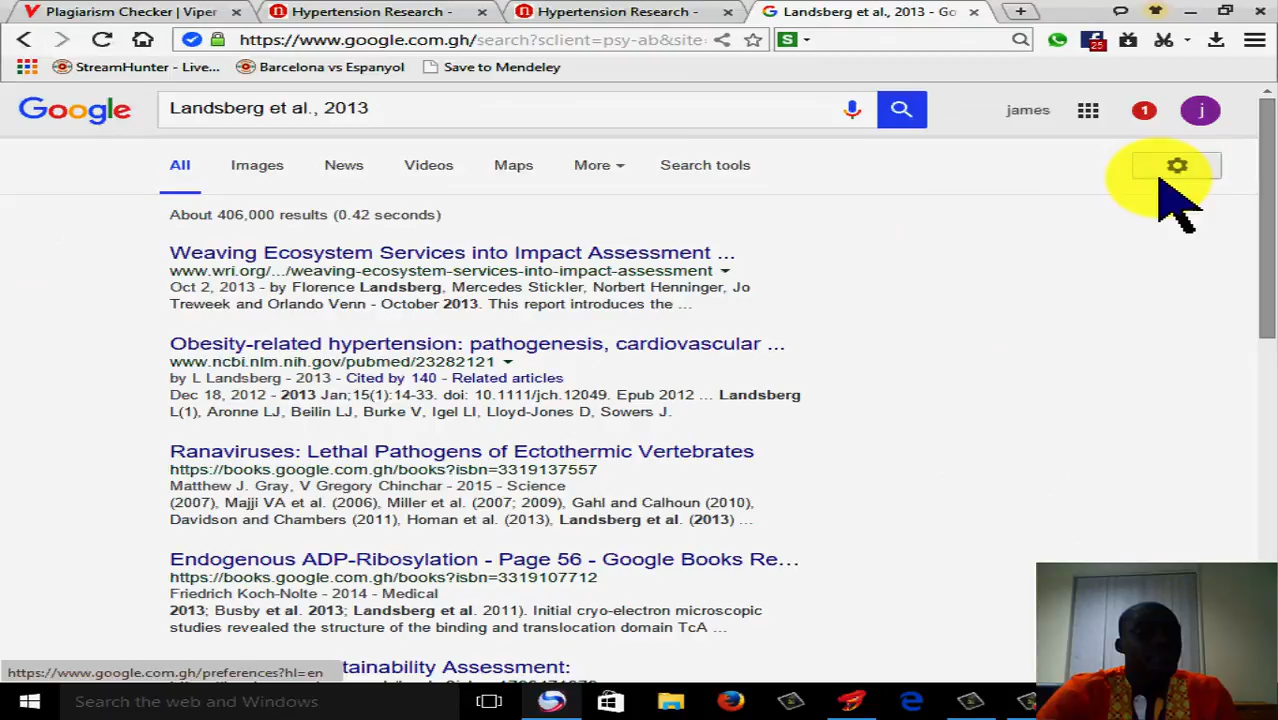 Plagiarism Checker | Viper
Hypertension Research -
Hypertension Research -
Landsberg et al., 2013 - Go
https://www.google.com.gh/search?sclient=psy-ab&site=
S
25
StreamHunter - Live...
Barcelona vs Espanyol
Save to Mendeley
Google
Landsberg et al., 2013
james
1
j
All
Images
News
Videos
Maps
More
Search tools
About 406,000 results (0.42 seconds)
Weaving Ecosystem Services into Impact Assessment ...
www.wri.org/.../weaving-ecosystem-services-into-impact-assessment
Oct 2, 2013 - by Florence Landsberg, Mercedes Stickler, Norbert Henninger, Jo
Treweek and Orlando Venn - October 2013. This report introduces the ...
Obesity-related hypertension: pathogenesis, cardiovascular ...
www.ncbi.nlm.nih.gov/pubmed/23282121
by L Landsberg - 2013 - Cited by 140 - Related articles
Dec 18, 2012 - 2013 Jan;15(1):14-33. doi: 10.1111/jch.12049. Epub 2012 ... Landsberg
L(1), Aronne LJ, Beilin LJ, Burke V, Igel LI, Lloyd-Jones D, Sowers J.
Ranaviruses: Lethal Pathogens of Ectothermic Vertebrates
https://books.google.com.gh/books?isbn=3319137557
Matthew J. Gray, V Gregory Chinchar - 2015 - Science
(2007), Majji VA et al. (2006), Miller et al. (2007; 2009), Gahl and Calhoun (2010),
Davidson and Chambers (2011), Homan et al. (2013), Landsberg et al. (2013) ...
Endogenous ADP-Ribosylation - Page 56 - Google Books Re...
https://books.google.com.gh/books?isbn=3319107712
Friedrich Koch-Nolte - 2014 - Medical
2013; Busby et al. 2013; Landsberg et al. 2011). Initial cryo-electron microscopic
studies revealed the structure of the binding and translocation domain TcA ...
tainability Assessment:
https://www.google.com.gh/preferences?hl=en
Search the web and Windows